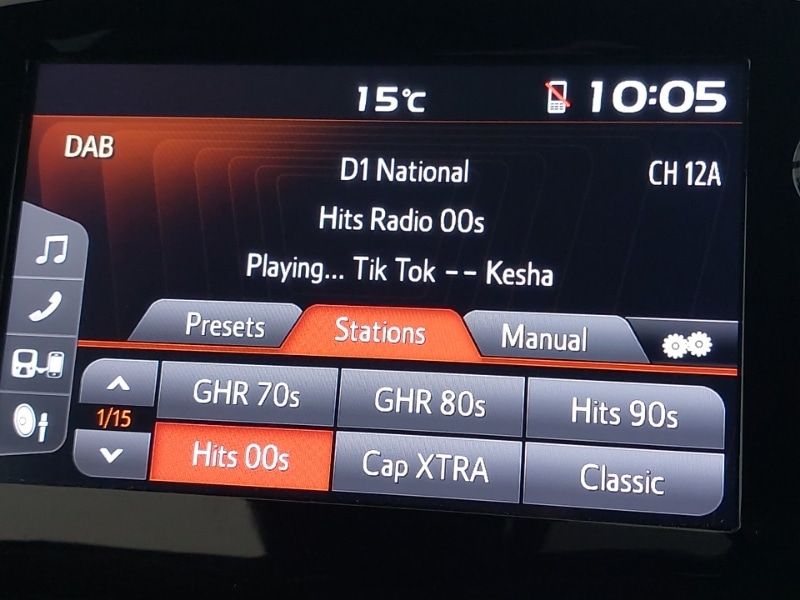 15℃ 10:05
DAB
D1 National CH 12A
Hits Radio 00s
Playing... Tik Tok -- Kesha
Presets Stations Manual
GHR 70s GHR 80s Hits 90s
1/15
Hits 00s Cap XTRA Classic